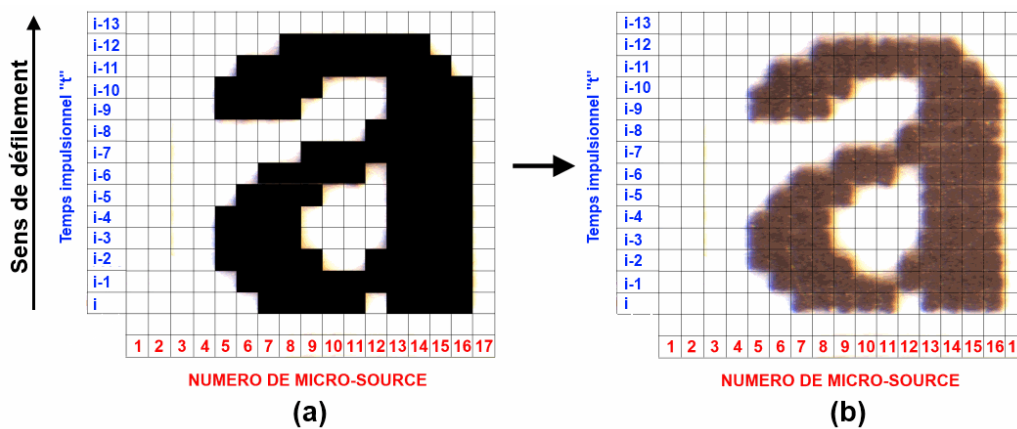 Sens de défilement
Temps impulsionnel "t"
i-13
i-12
i-11
i-10
i-9
i-8
i-7
i-6
i-5
i-4
i-3
i-2
i-1
i
1 2 3 4 5 6 7 8 9 10 11 12 13 14 15 16 17
NUMERO DE MICRO-SOURCE
(a)
Temps impulsionnel "t"
i-13
i-12
i-11
i-10
i-9
i-8
i-7
i-6
i-5
i-4
i-3
i-2
i-1
i
1 2 3 4 5 6 7 8 9 10 11 12 13 14 15 16 1
NUMERO DE MICRO-SOURCE
(b)